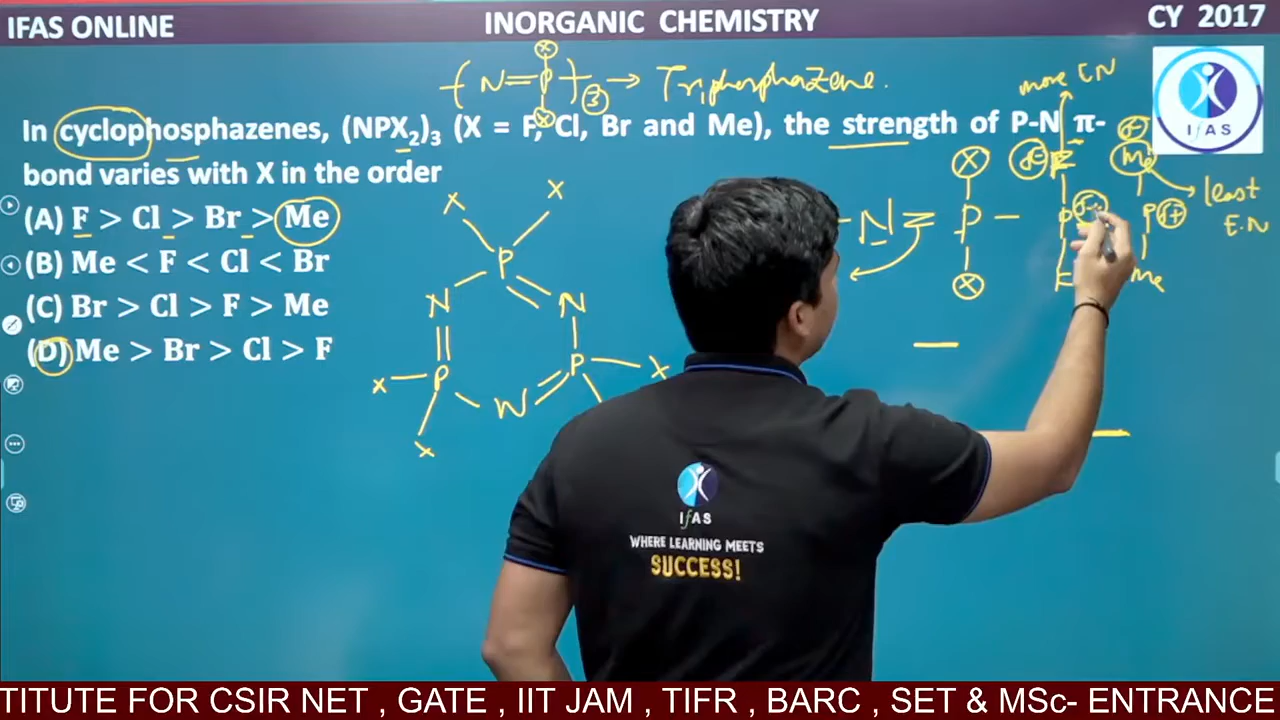 IFAS ONLINE
INORGANIC CHEMISTRY
CY 2017
( N = P )3 → Triphosphazene.
X
X
more EN
IfAS
In cyclophosphazenes, (NPX2)3 (X = F, Cl, Br and Me), the strength of P-N π-
bond varies with X in the order
(A) F > Cl > Br > Me
(B) Me < F < Cl < Br
(C) Br > Cl > F > Me
(D) Me > Br > Cl > F
X X
P
N N
P P X
X N
X
X
N = P –
X
P δ+
Me
P δ+
Me
least
E.N
IfAS
WHERE LEARNING MEETS
SUCCESS!
TITUTE FOR CSIR NET , GATE , IIT JAM , TIFR , BARC , SET & MSc- ENTRANCE